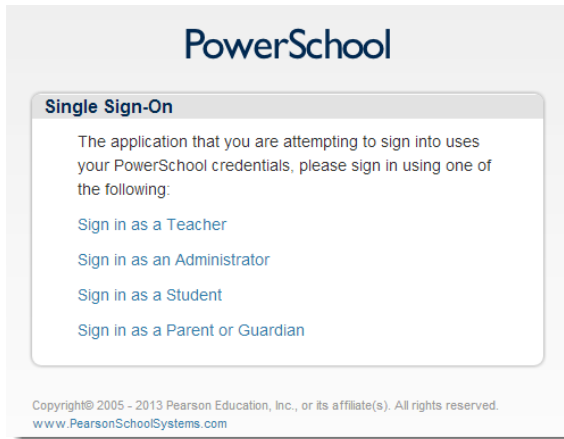 PowerSchool
Single Sign-On
The application that you are attempting to sign into uses
your PowerSchool credentials, please sign in using one of
the following:
Sign in as a Teacher
Sign in as an Administrator
Sign in as a Student
Sign in as a Parent or Guardian
Copyright© 2005 - 2013 Pearson Education, Inc., or its affiliate(s). All rights reserved.
www.PearsonSchoolSystems.com